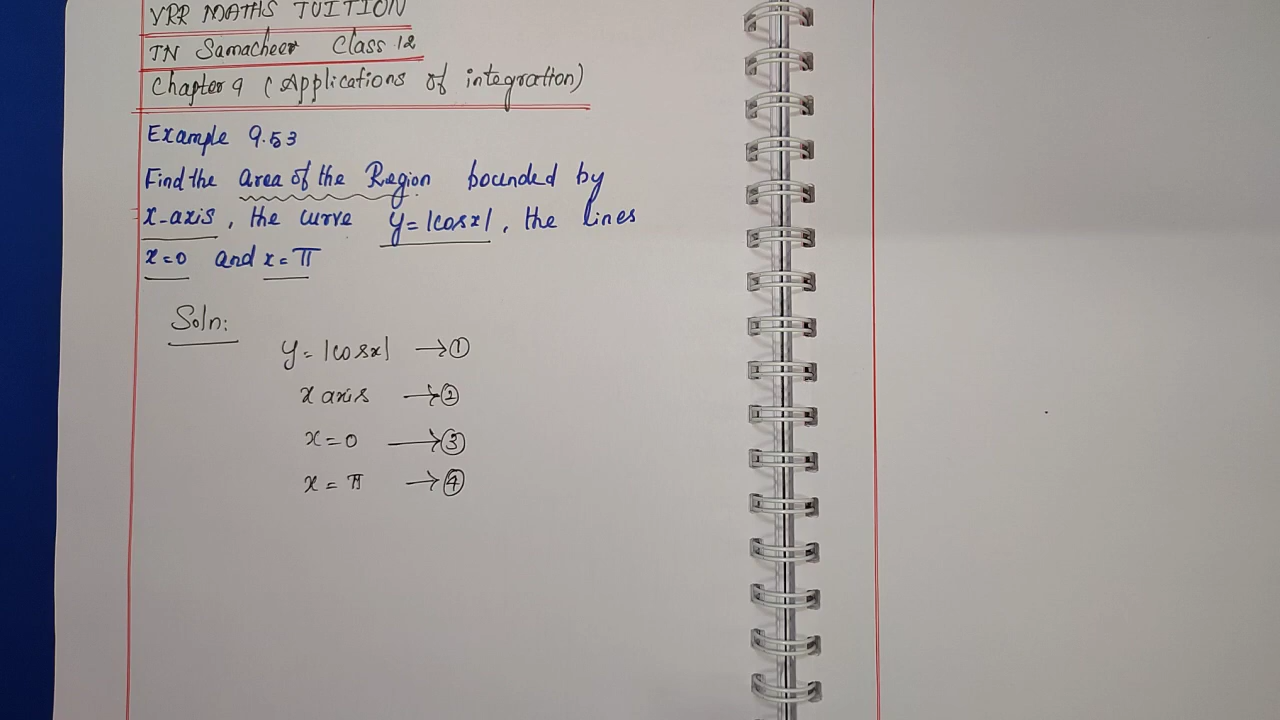 YRR MATHS TUITION
TN Samacheer Class 12
Chapter 9 (Applications of integration)
Example 9.53
Find the area of the Region bounded by
x-axis, the curve y=|cosx|, the lines
x=0 and x=π
Soln:
y=|cosx| →①
x axis →②
x=0 →③
x=π →④